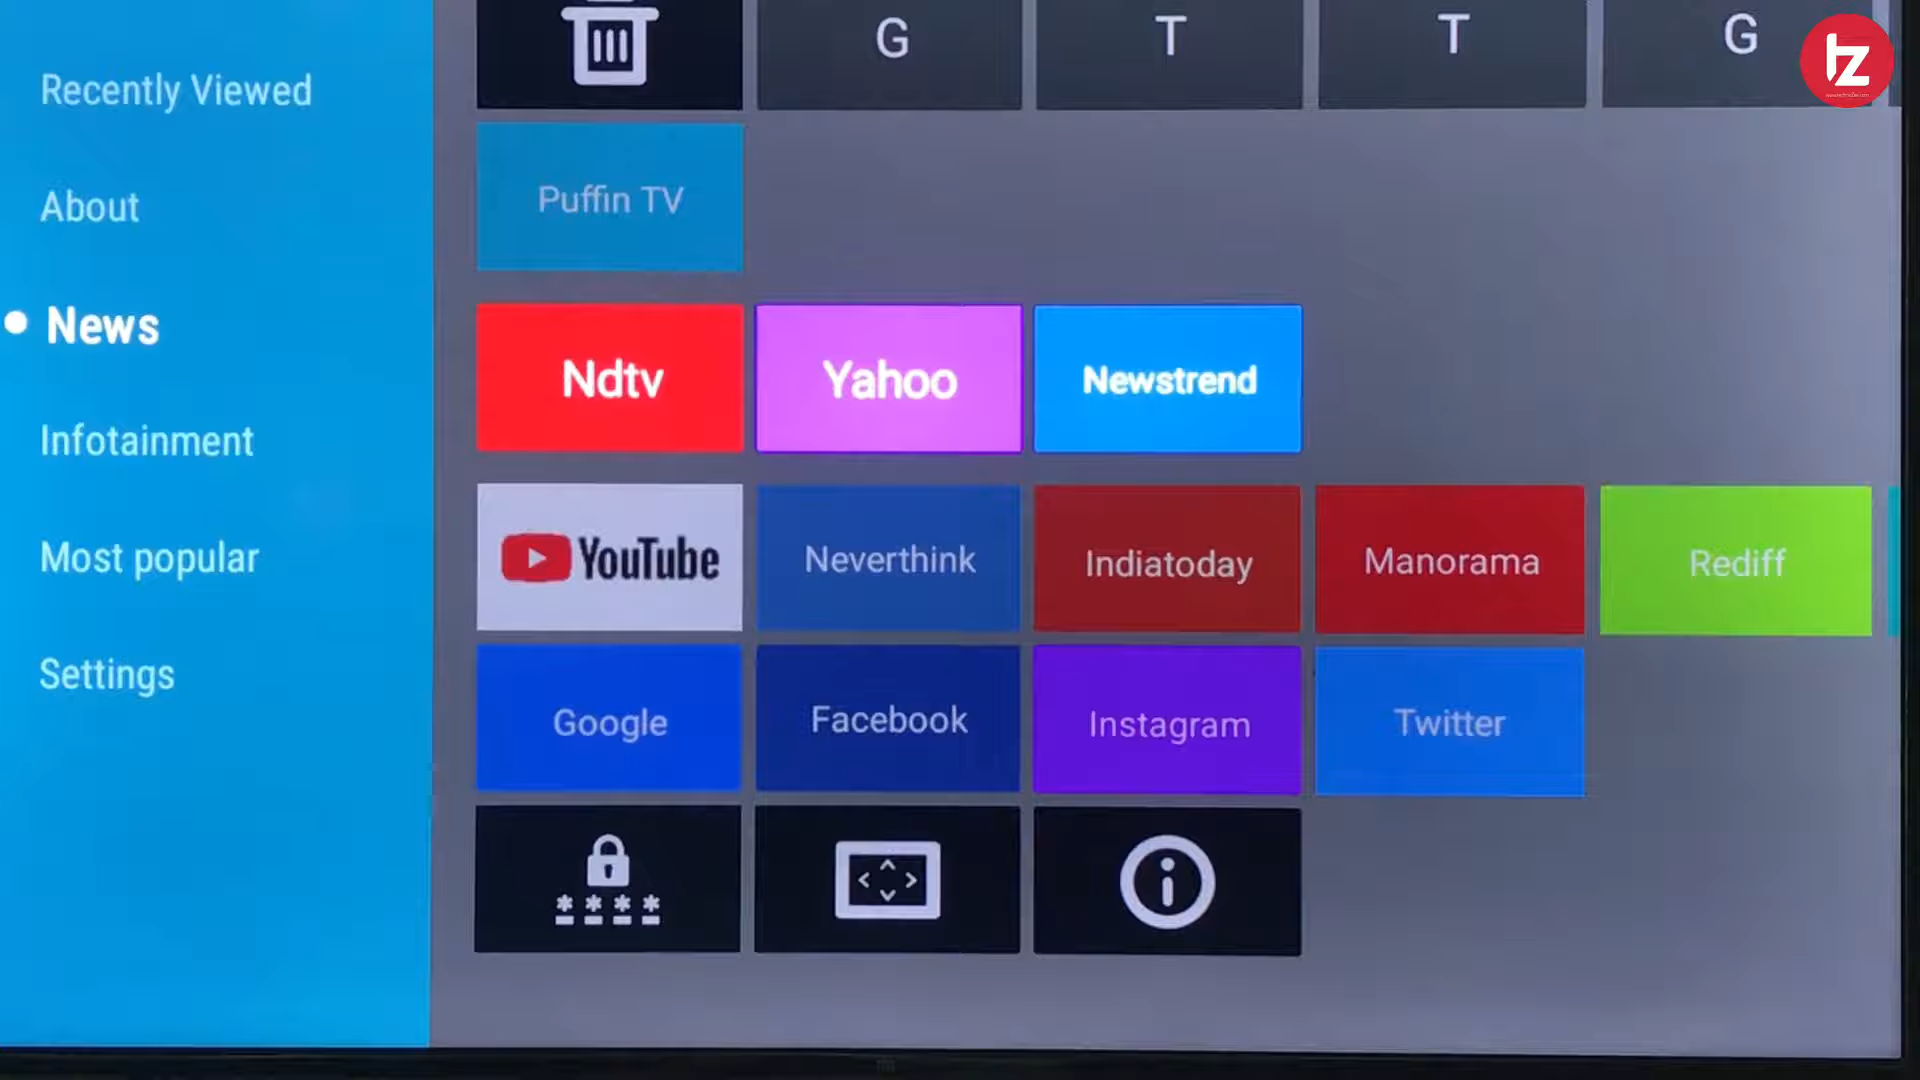 G
T
T
G
tz
Recently Viewed
About
Puffin TV
News
Ndtv
Yahoo
Newstrend
Infotainment
YouTube
Neverthink
Indiatoday
Manorama
Rediff
Most popular
Settings
Google
Facebook
Instagram
Twitter
* * * *